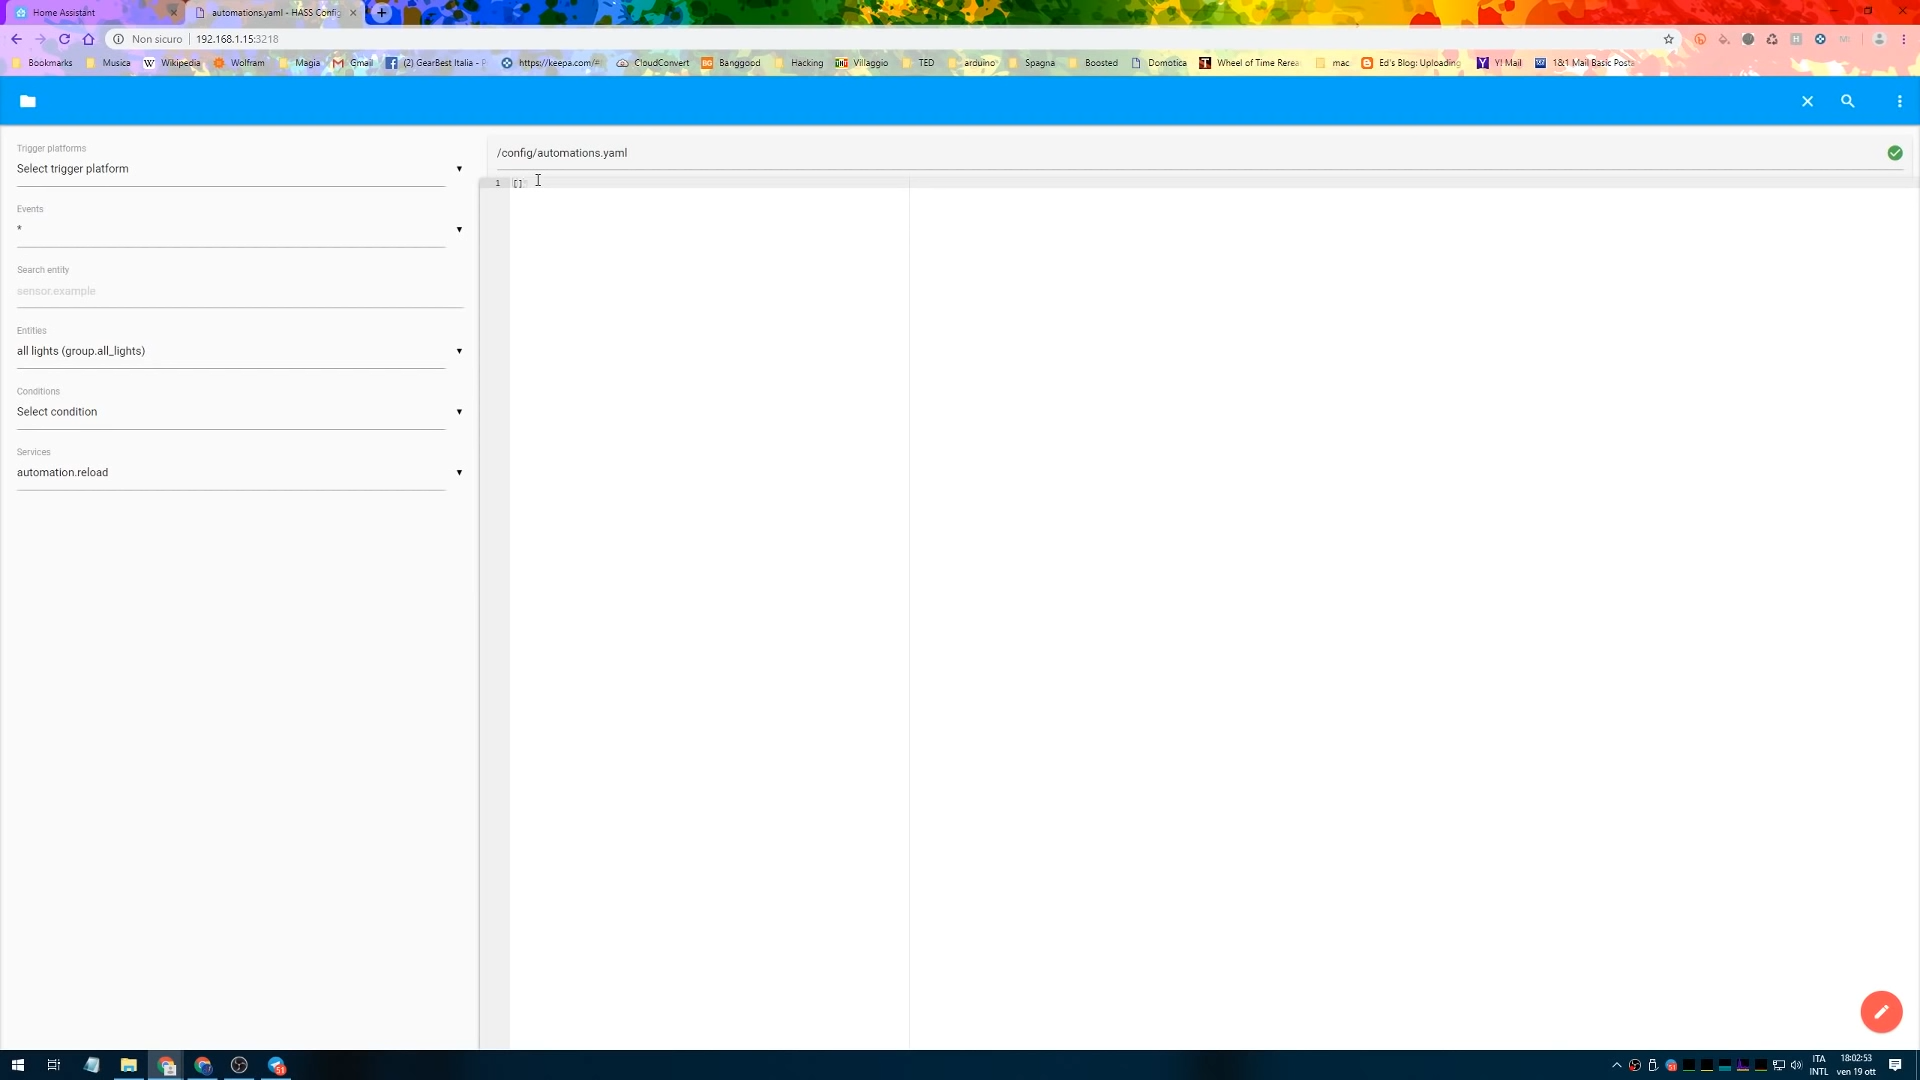 Home Assistant
automations.yaml - HASS Config
Non sicuro 192.168.1.15:3218
Bookmarks Musica Wikipedia Wolfram Magia Gmail (2) GearBest Italia - https://keepa.com/# CloudConvert Banggood Hacking Villaggio TED arduino Spagna Boosted Domotica Wheel of Time Rerea mac Ed's Blog: Uploading Y! Mail 1&1 Mail Basic Posta
Trigger platforms
Select trigger platform
Events
*
Search entity
sensor.example
Entities
all lights (group.all_lights)
Conditions
Select condition
Services
automation.reload
/config/automations.yaml
1 []
ITA
INTL
18:02:53
ven 19 ott